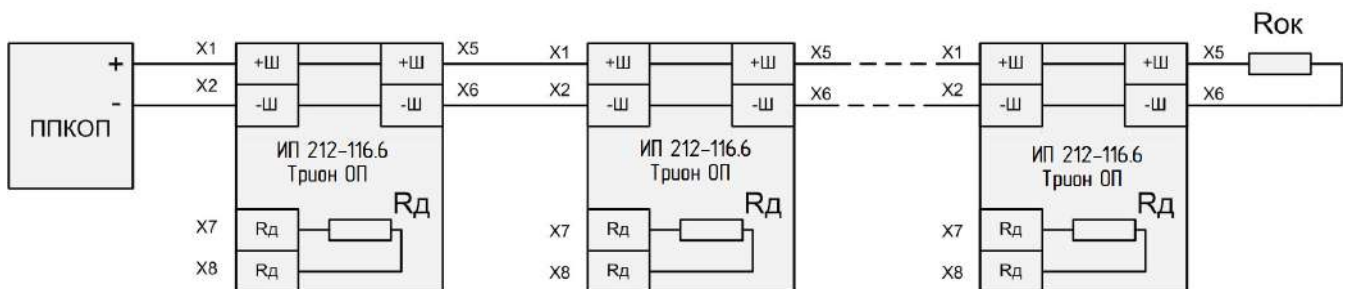 Rок
X1 X5 X1 X5 X1 X5
+ +Ш +Ш +Ш +Ш +Ш +Ш
X2 X6 X2 X6 X2 X6
- -Ш -Ш -Ш -Ш -Ш -Ш
ППКОП
ИП 212-116.6 ИП 212-116.6 ИП 212-116.6
Трион ОП Трион ОП Трион ОП
Rд Rд Rд
X7 Rд X7 Rд X7 Rд
X8 Rд X8 Rд X8 Rд